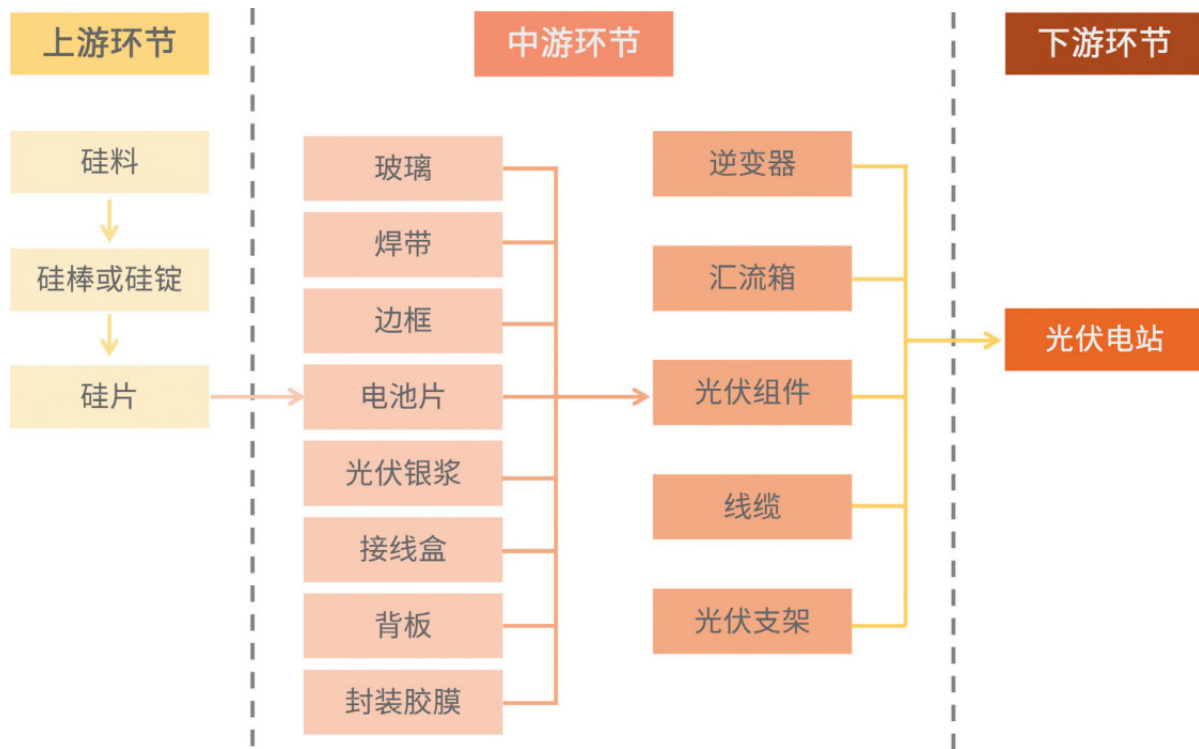 上游环节
中游环节
下游环节
硅料
硅棒或硅锭
硅片
玻璃
焊带
边框
电池片
光伏银浆
接线盒
背板
封装胶膜
逆变器
汇流箱
光伏组件
线缆
光伏支架
光伏电站